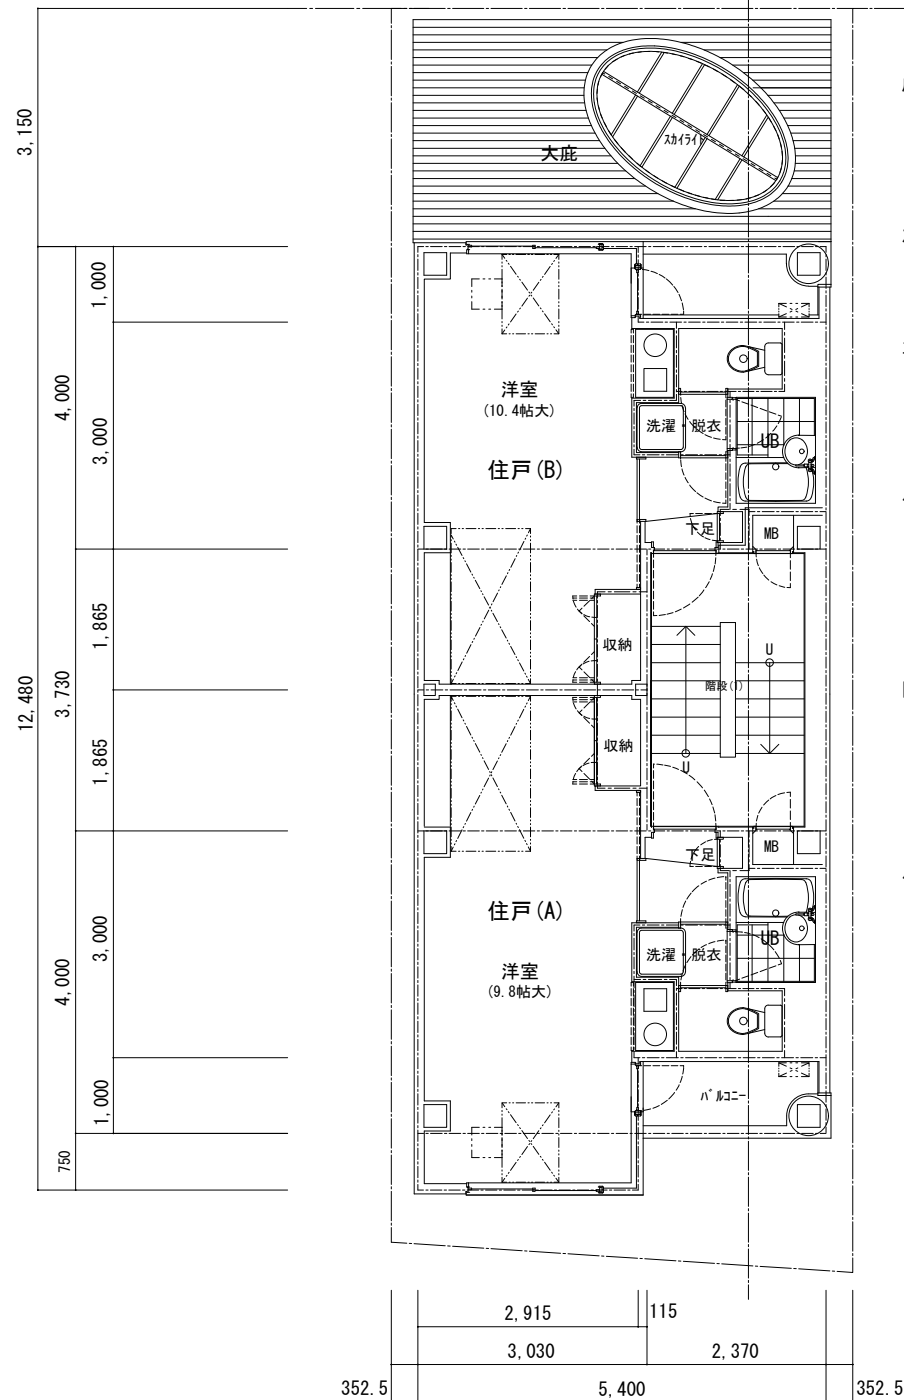 3,150
大庇
スカイライト
1,000
4,000
3,000
洋室
(10.4帖大)
住戸(B)
洗濯
脱衣
UB
下足
MB
1,865
3,730
12,480
収納
U
階段(1)
1,865
収納
U
下足
MB
住戸(A)
洋室
(9.8帖大)
3,000
4,000
洗濯
脱衣
UB
バルコニー
1,000
750
2,915
115
3,030
2,370
352.5
5,400
352.5